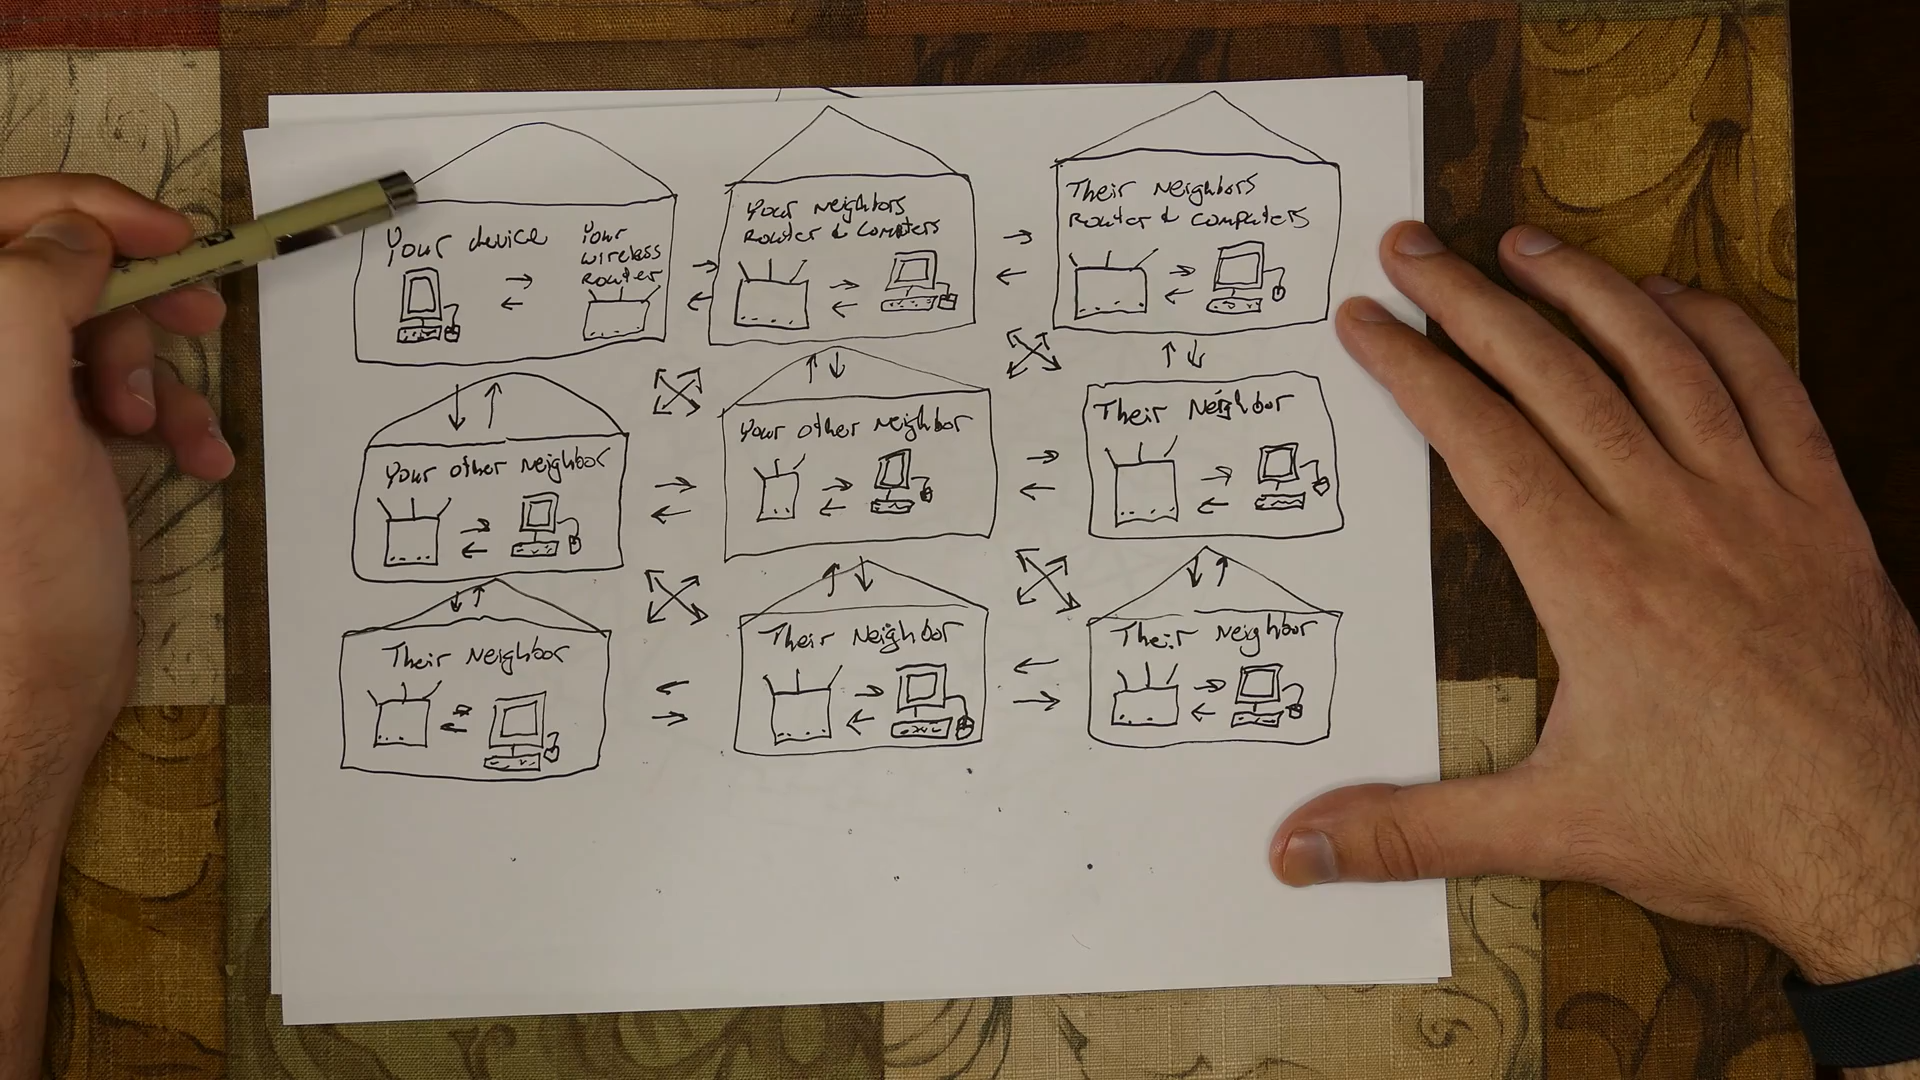 Your device
Your
wireless
Router
Your Neighbors
Router & Computers
Their Neighbors
Router & Computers
Your other Neighbor
Your other Neighbor
Their Neighbor
Their Neighbor
Their Neighbor
Their Neighbor